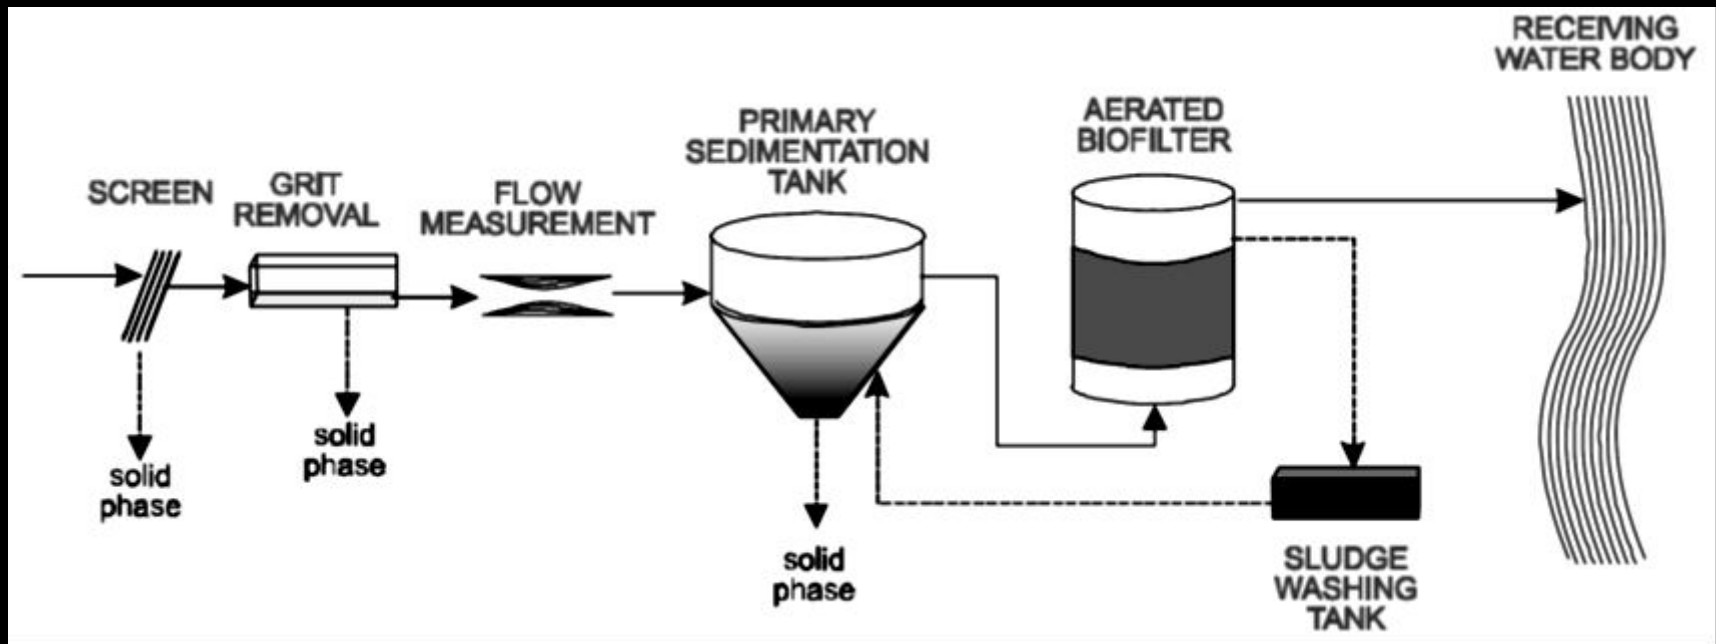 RECEIVING
WATER BODY
PRIMARY
SEDIMENTATION
TANK
AERATED
BIOFILTER
SCREEN
GRIT
REMOVAL
FLOW
MEASUREMENT
solid
phase
solid
phase
solid
phase
SLUDGE
WASHING
TANK